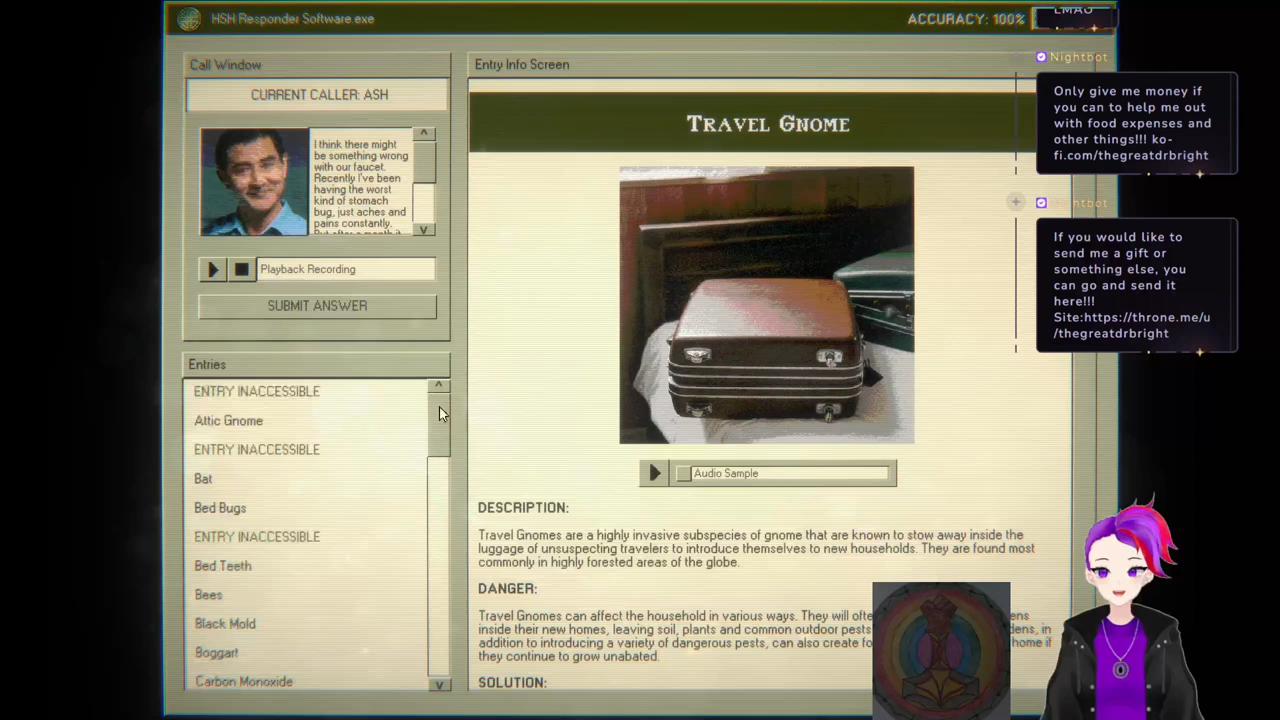 HSH Responder Software.exe
ACCURACY: 100%
LMAO
Call Window
CURRENT CALLER: ASH
I think there might
be something wrong
with our faucet.
Recently I've been
having the worst
kind of stomach
bug, just aches and
pains constantly.
But after a month it
Playback Recording
SUBMIT ANSWER
Entries
ENTRY INACCESSIBLE
Attic Gnome
ENTRY INACCESSIBLE
Bat
Bed Bugs
ENTRY INACCESSIBLE
Bed Teeth
Bees
Black Mold
Boggart
Carbon Monoxide
Entry Info Screen
TRAVEL GNOME
Audio Sample
DESCRIPTION:
Travel Gnomes are a highly invasive subspecies of gnome that are known to stow away inside the
luggage of unsuspecting travelers to introduce themselves to new households. They are found most
commonly in highly forested areas of the globe.
DANGER:
Travel Gnomes can affect the household in various ways. They will ofte
inside their new homes, leaving soil, plants and common outdoor pests
addition to introducing a variety of dangerous pests, can also create fo
they continue to grow unabated.
SOLUTION:
Nightbot
Only give me money if
you can to help me out
with food expenses and
other things!!! ko-
fi.com/thegreatdrbright
Nightbot
If you would like to
send me a gift or
something else, you
can go and send it
here!!!
Site:https://throne.me/u
/thegreatdrbright